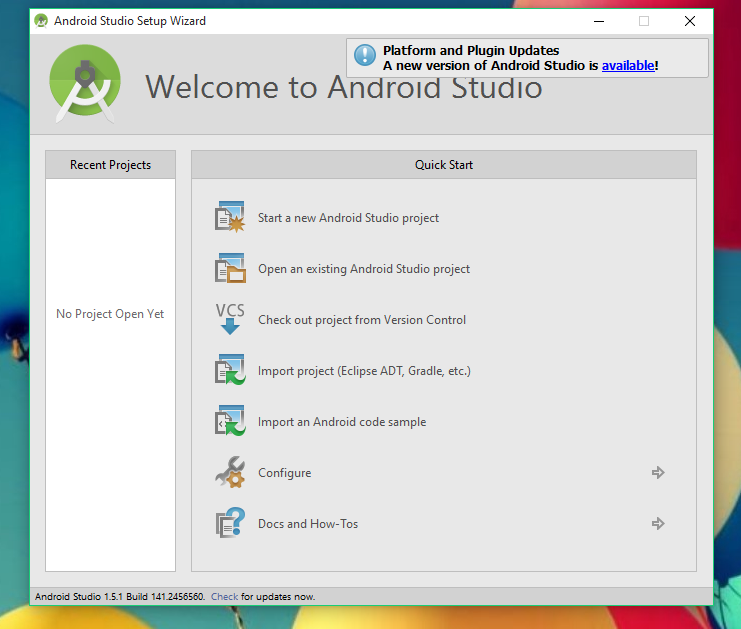 Android Studio Setup Wizard
Platform and Plugin Updates
A new version of Android Studio is available!
Welcome to Android Studio
Recent Projects
No Project Open Yet
Quick Start
Start a new Android Studio project
Open an existing Android Studio project
VCS
Check out project from Version Control
Import project (Eclipse ADT, Gradle, etc.)
Import an Android code sample
Configure
Docs and How-Tos
Android Studio 1.5.1 Build 141.2456560. Check for updates now.